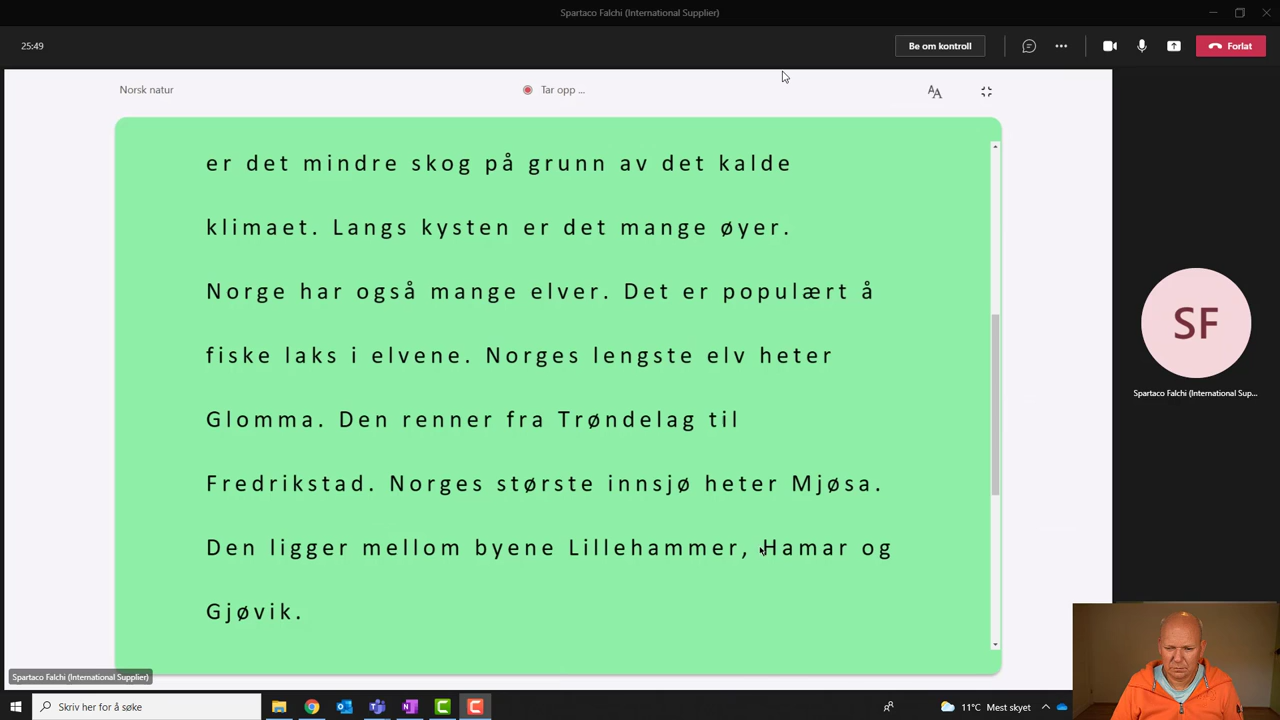 Spartaco Falchi (International Supplier)
25:49
Be om kontroll
Forlat
Norsk natur
Tar opp ...
er det mindre skog på grunn av det kalde
klimaet. Langs kysten er det mange øyer.
Norge har også mange elver. Det er populært å
fiske laks i elvene. Norges lengste elv heter
Glomma. Den renner fra Trøndelag til
Fredrikstad. Norges største innsjø heter Mjøsa.
Den ligger mellom byene Lillehammer, Hamar og
Gjøvik.
SF
Spartaco Falchi (International Sup...
Spartaco Falchi (International Supplier)
Skriv her for å søke
11°C Mest skyet